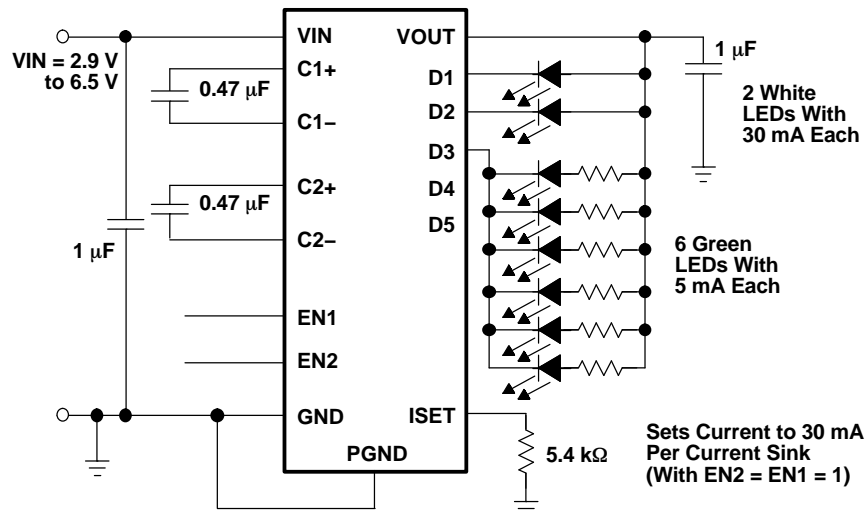 VIN
VOUT
VIN = 2.9 V
to 6.5 V
C1+
0.47 μF
C1−
D1
D2
D3
1 μF
2 White
LEDs With
30 mA Each
C2+
0.47 μF
C2−
D4
D5
1 μF
6 Green
LEDs With
5 mA Each
EN1
EN2
GND
ISET
PGND
5.4 kΩ
Sets Current to 30 mA
Per Current Sink
(With EN2 = EN1 = 1)